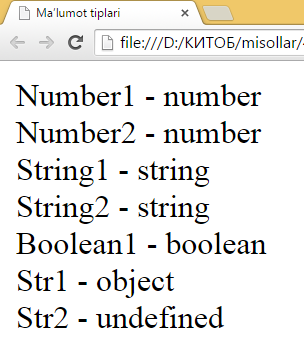 Ma'lumot tiplari
file:///D:/КИТОБ/misollar/
Number1 - number
Number2 - number
String1 - string
String2 - string
Boolean1 - boolean
Str1 - object
Str2 - undefined